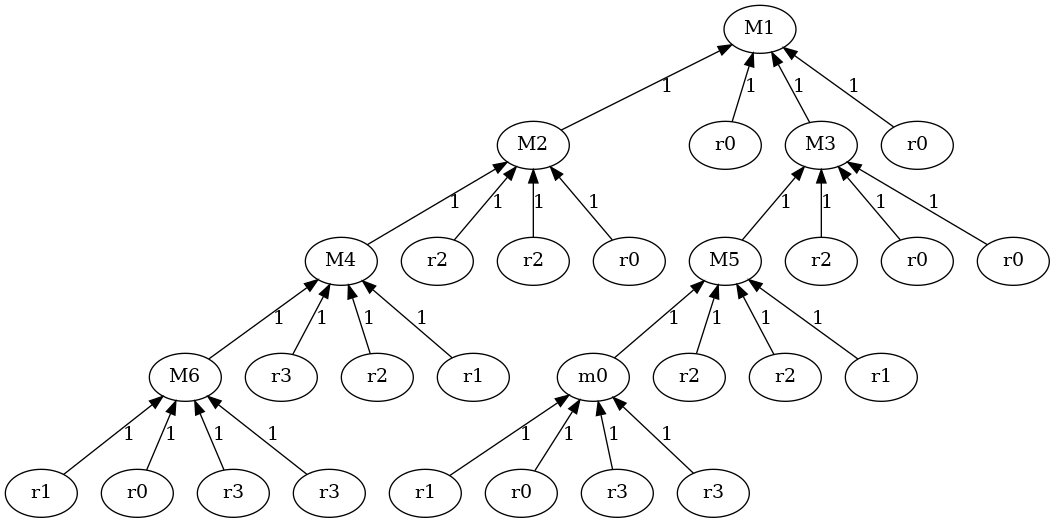 M1
1 1 1 1
M2 r0 M3 r0
1 1 1 1 1 1 1 1
M4 r2 r2 r0 M5 r2 r0 r0
1 1 1 1 1 1 1 1
M6 r3 r2 r1 m0 r2 r2 r1
1 1 1 1 1 1 1 1
r1 r0 r3 r3 r1 r0 r3 r3